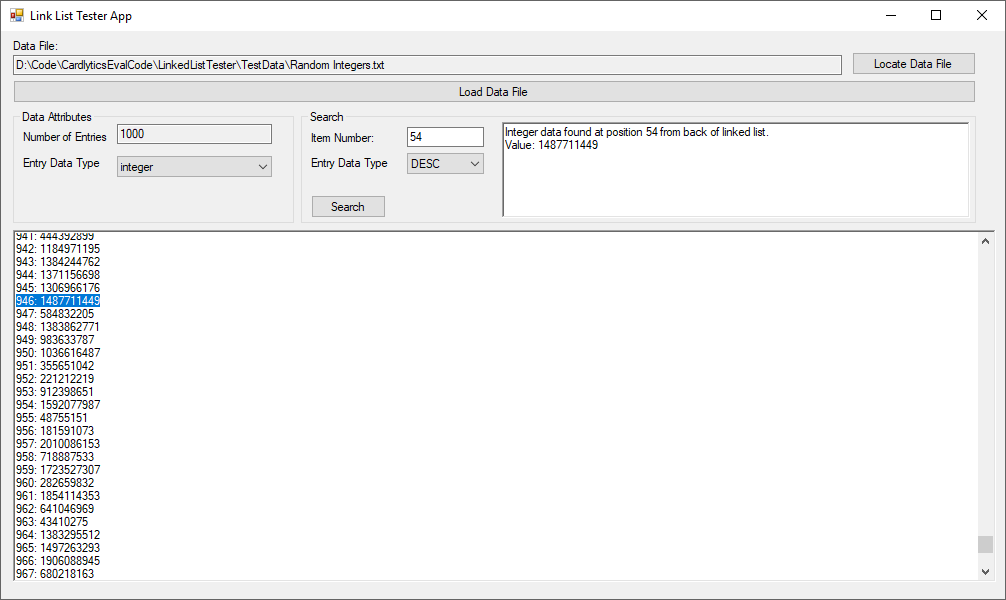 Link List Tester App
Data File:
D:\Code\CardlyticsEvalCode\LinkedListTester\TestData\Random Integers.txt
Locate Data File
Load Data File
Data Attributes
Number of Entries 1000
Entry Data Type integer
Search
Item Number: 54
Entry Data Type DESC
Search
Integer data found at position 54 from back of linked list.
Value: 1487711449
941: 444392899
942: 1184971195
943: 1384244762
944: 1371156698
945: 1306966176
946: 1487711449
947: 584832205
948: 1383862771
949: 983633787
950: 1036616487
951: 355651042
952: 221212219
953: 912398651
954: 1592077987
955: 48755151
956: 181591073
957: 2010086153
958: 718887533
959: 1723527307
960: 282659832
961: 1854114353
962: 641046969
963: 43410275
964: 1383295512
965: 1497263293
966: 1906088945
967: 680218163